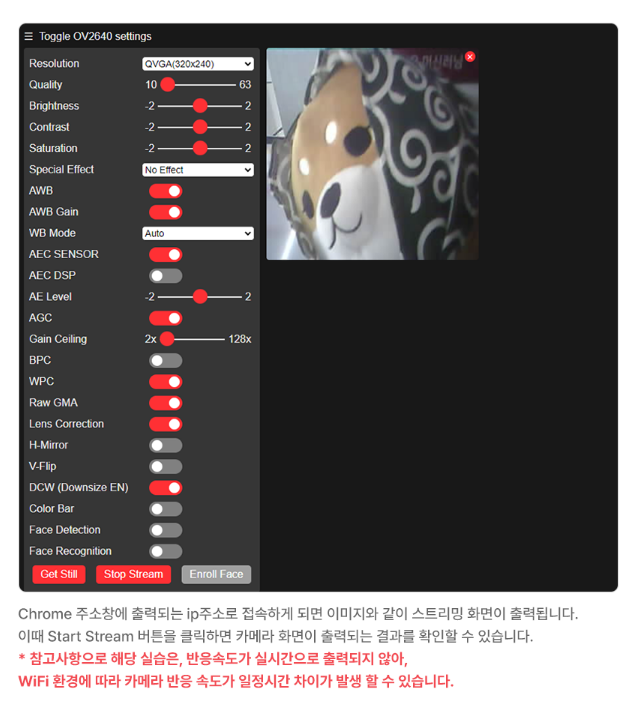 ☰ Toggle OV2640 settings
Resolution QVGA(320x240)
Quality 10 63
Brightness -2 2
Contrast -2 2
Saturation -2 2
Special Effect No Effect
AWB
AWB Gain
WB Mode Auto
AEC SENSOR
AEC DSP
AE Level -2 2
AGC
Gain Ceiling 2x 128x
BPC
WPC
Raw GMA
Lens Correction
H-Mirror
V-Flip
DCW (Downsize EN)
Color Bar
Face Detection
Face Recognition
Get Still Stop Stream Enroll Face
Chrome 주소창에 출력되는 ip주소로 접속하게 되면 이미지와 같이 스트리밍 화면이 출력됩니다.
이때 Start Stream 버튼을 클릭하면 카메라 화면이 출력되는 결과를 확인할 수 있습니다.
* 참고사항으로 해당 실습은, 반응속도가 실시간으로 출력되지 않아,
WiFi 환경에 따라 카메라 반응 속도가 일정시간 차이가 발생 할 수 있습니다.